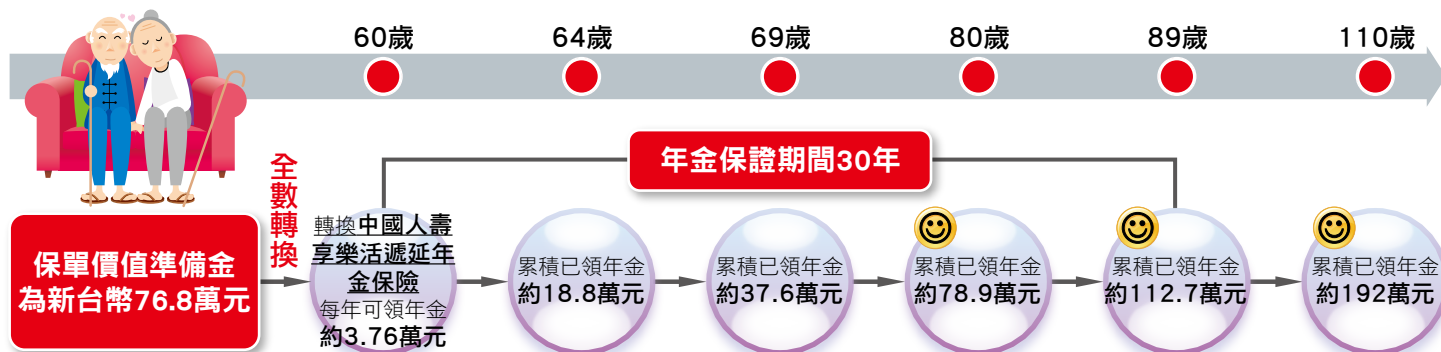 60歲
64歲
69歲
80歲
89歲
110歲
年金保證期間30年
保單價值準備金
為新台幣76.8萬元
全數轉換
轉換中國人壽
享樂活遞延年
金保險
每年可領年金
約3.76萬元
累積已領年金
約18.8萬元
累積已領年金
約37.6萬元
累積已領年金
約78.9萬元
累積已領年金
約112.7萬元
累積已領年金
約192萬元